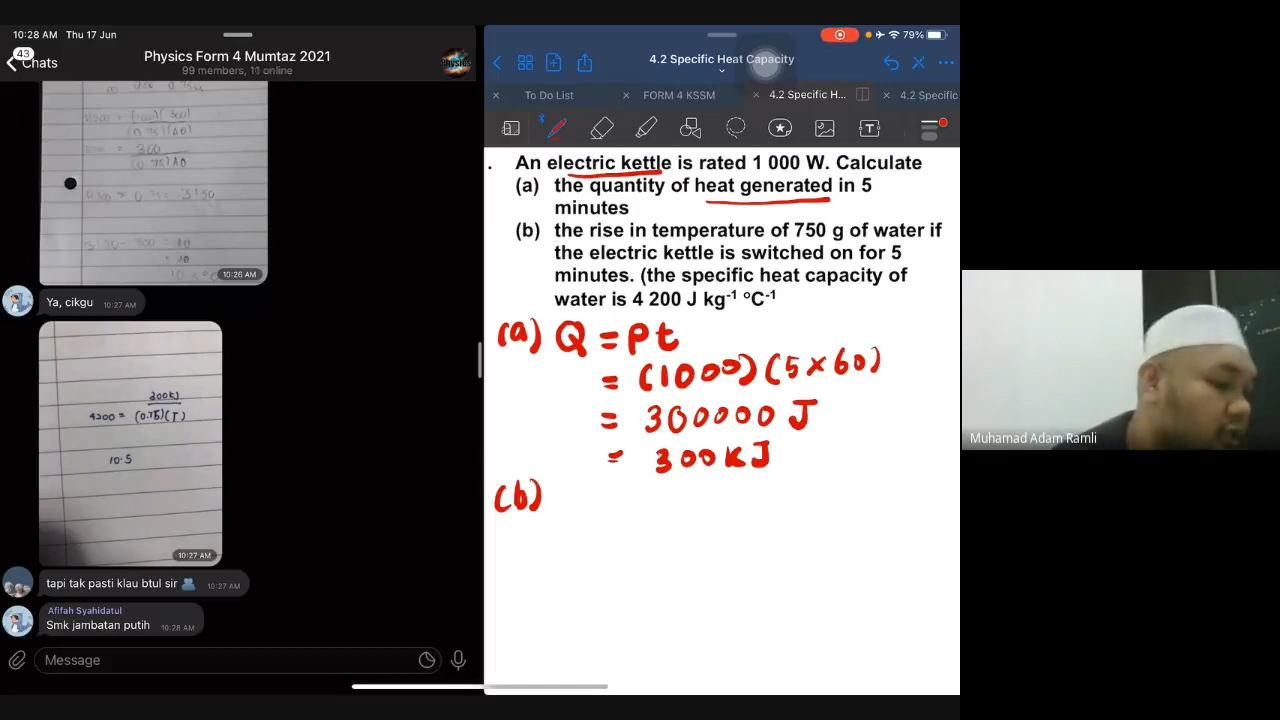 10:28 AM Thu 17 Jun
43
Chats
Physics Form 4 Mumtaz 2021
99 members, 11 online
10:26 AM
Ya, cikgu 10:27 AM
300kJ
4200 = (0.75)(T)
10.5
10:27 AM
tapi tak pasti klau btul sir 10:27 AM
Afifah Syahidatul
Smk jambatan putih 10:28 AM
Message
79%
4.2 Specific Heat Capacity
To Do List
FORM 4 KSSM
4.2 Specific H...
4.2 Specific
. An electric kettle is rated 1 000 W. Calculate
(a) the quantity of heat generated in 5
minutes
(b) the rise in temperature of 750 g of water if
the electric kettle is switched on for 5
minutes. (the specific heat capacity of
water is 4 200 J kg⁻¹ °C⁻¹
(a) Q = Pt
= (1000)(5×60)
= 300000 J
= 300KJ
(b)
Muhamad Adam Ramli